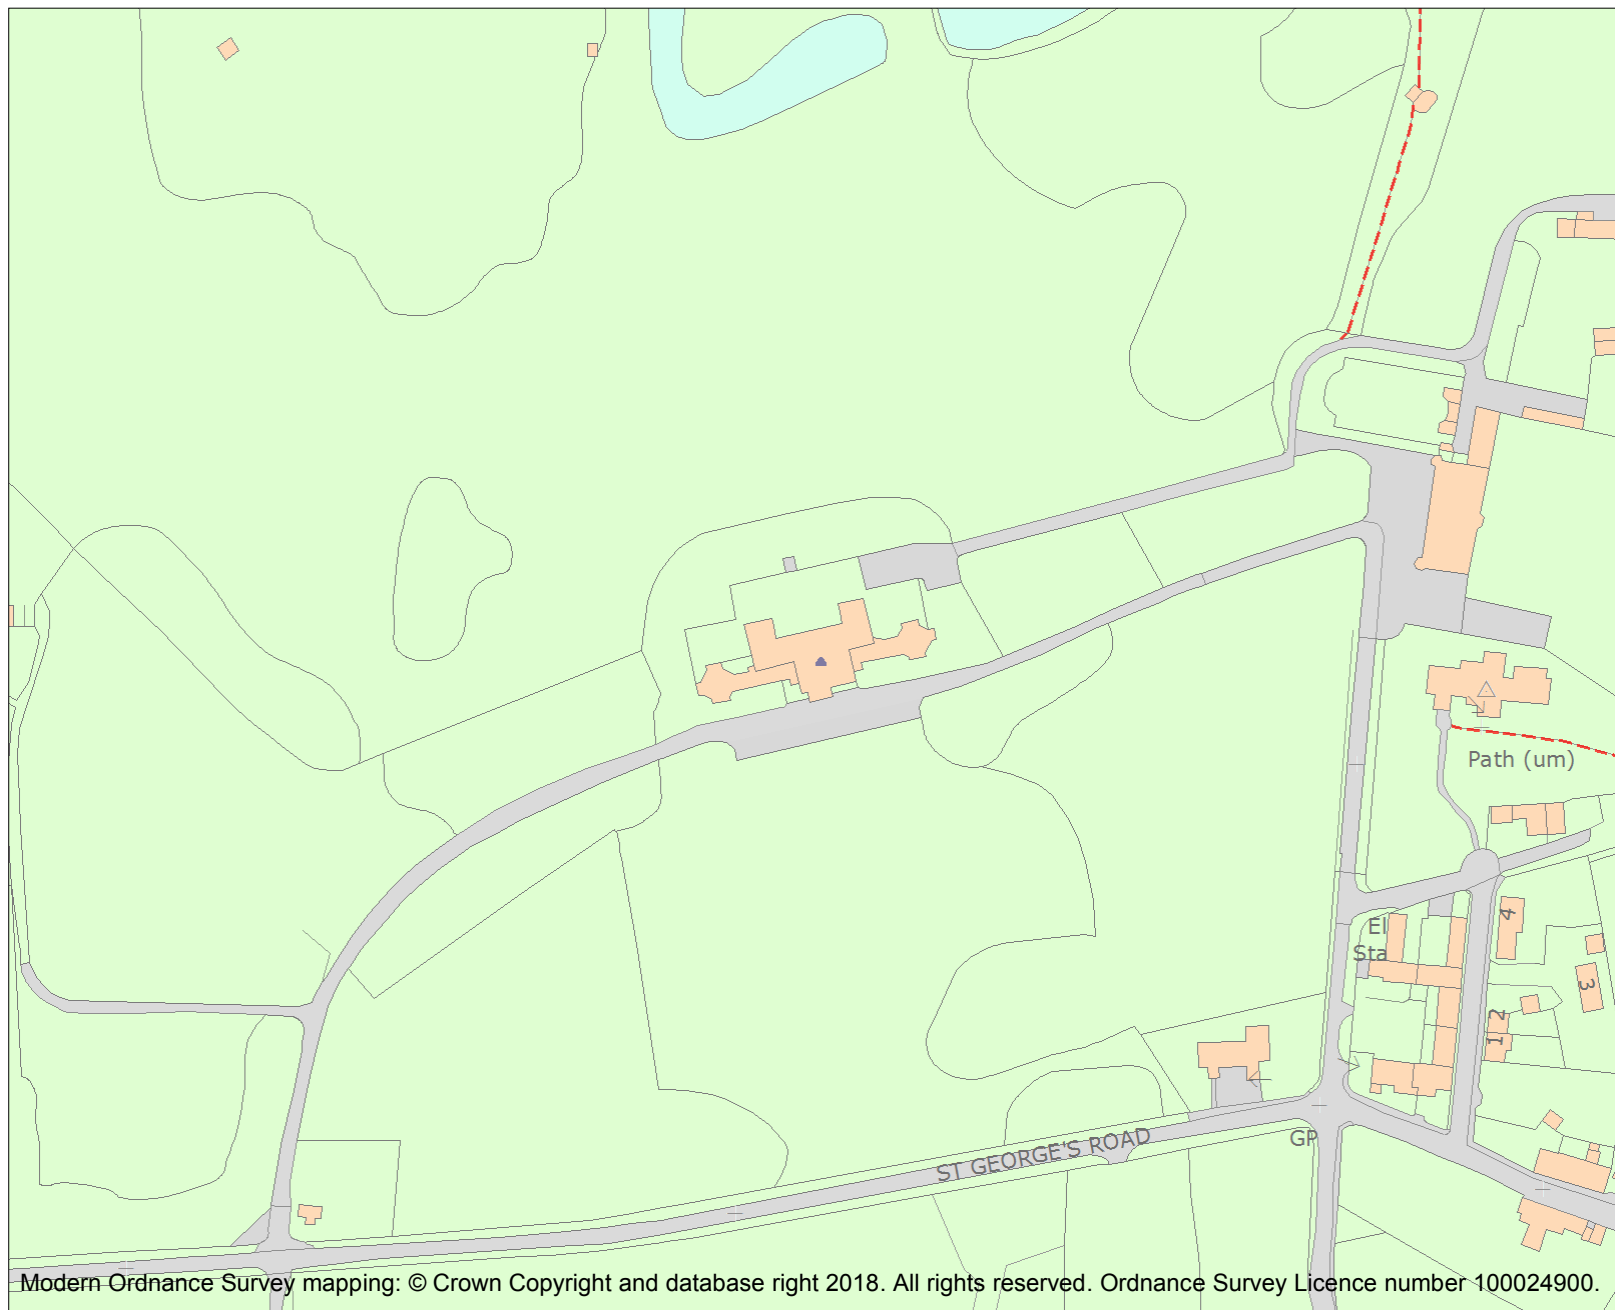 Path (um)
El
Sta
4
3
1 2
GP
ST GEORGE'S ROAD
Modern Ordnance Survey mapping: © Crown Copyright and database right 2018. All rights reserved. Ordnance Survey Licence number 100024900.